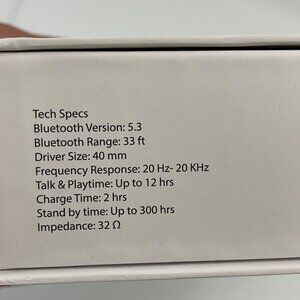 Tech Specs
Bluetooth Version: 5.3
Bluetooth Range: 33 ft
Driver Size: 40 mm
Frequency Response: 20 Hz- 20 KHz
Talk & Playtime: Up to 12 hrs
Charge Time: 2 hrs
Stand by time: Up to 300 hrs
Impedance: 32 Ω